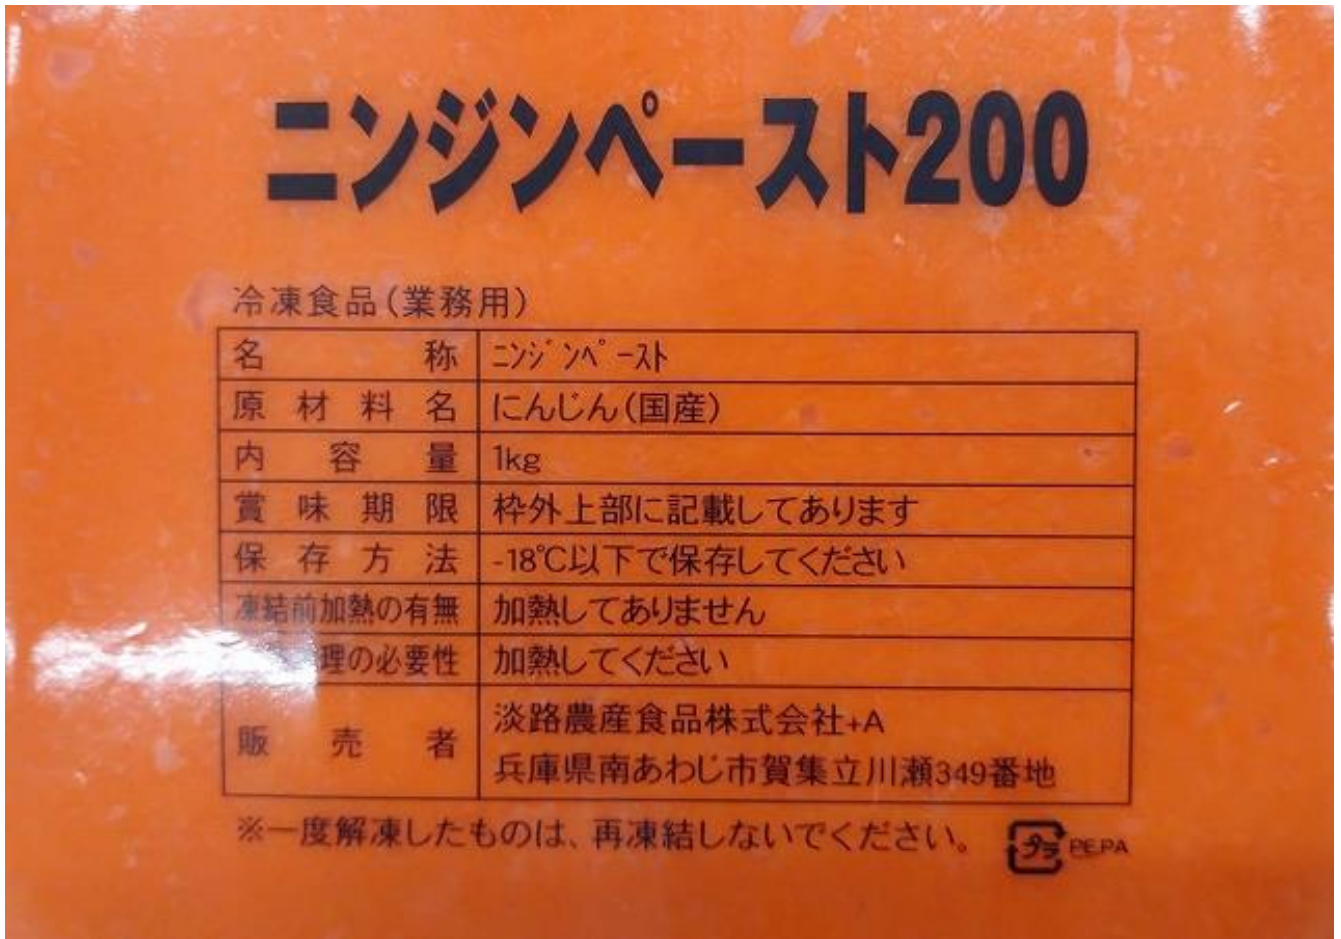 ニンジンペースト200
冷凍食品(業務用)
名称 ﾆﾝｼﾞﾝﾍﾟｰｽﾄ
原材料名 にんじん(国産)
内容量 1kg
賞味期限 枠外上部に記載してあります
保存方法 -18℃以下で保存してください
凍結前加熱の有無 加熱してありません
理の必要性 加熱してください
販売者 淡路農産食品株式会社+A
兵庫県南あわじ市賀集立川瀬349番地
※一度解凍したものは、再凍結しないでください。 プラ PE,PA